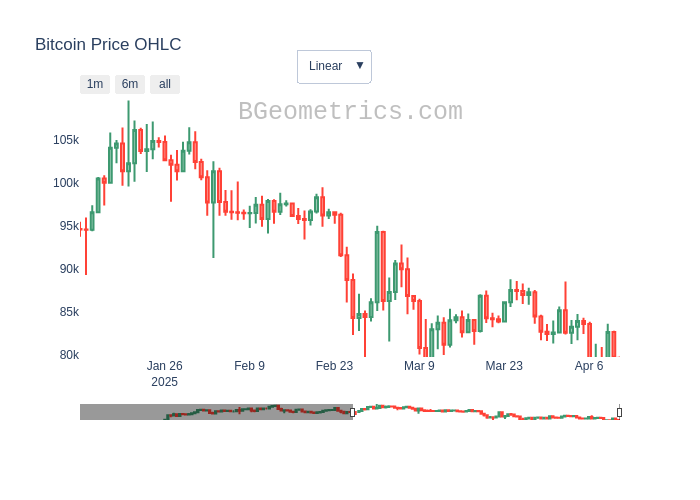 Bitcoin Price OHLC
Linear ▼
1m 6m all
BGeometrics.com
105k
100k
95k
90k
85k
80k
Jan 26 Feb 9 Feb 23 Mar 9 Mar 23 Apr 6
2025